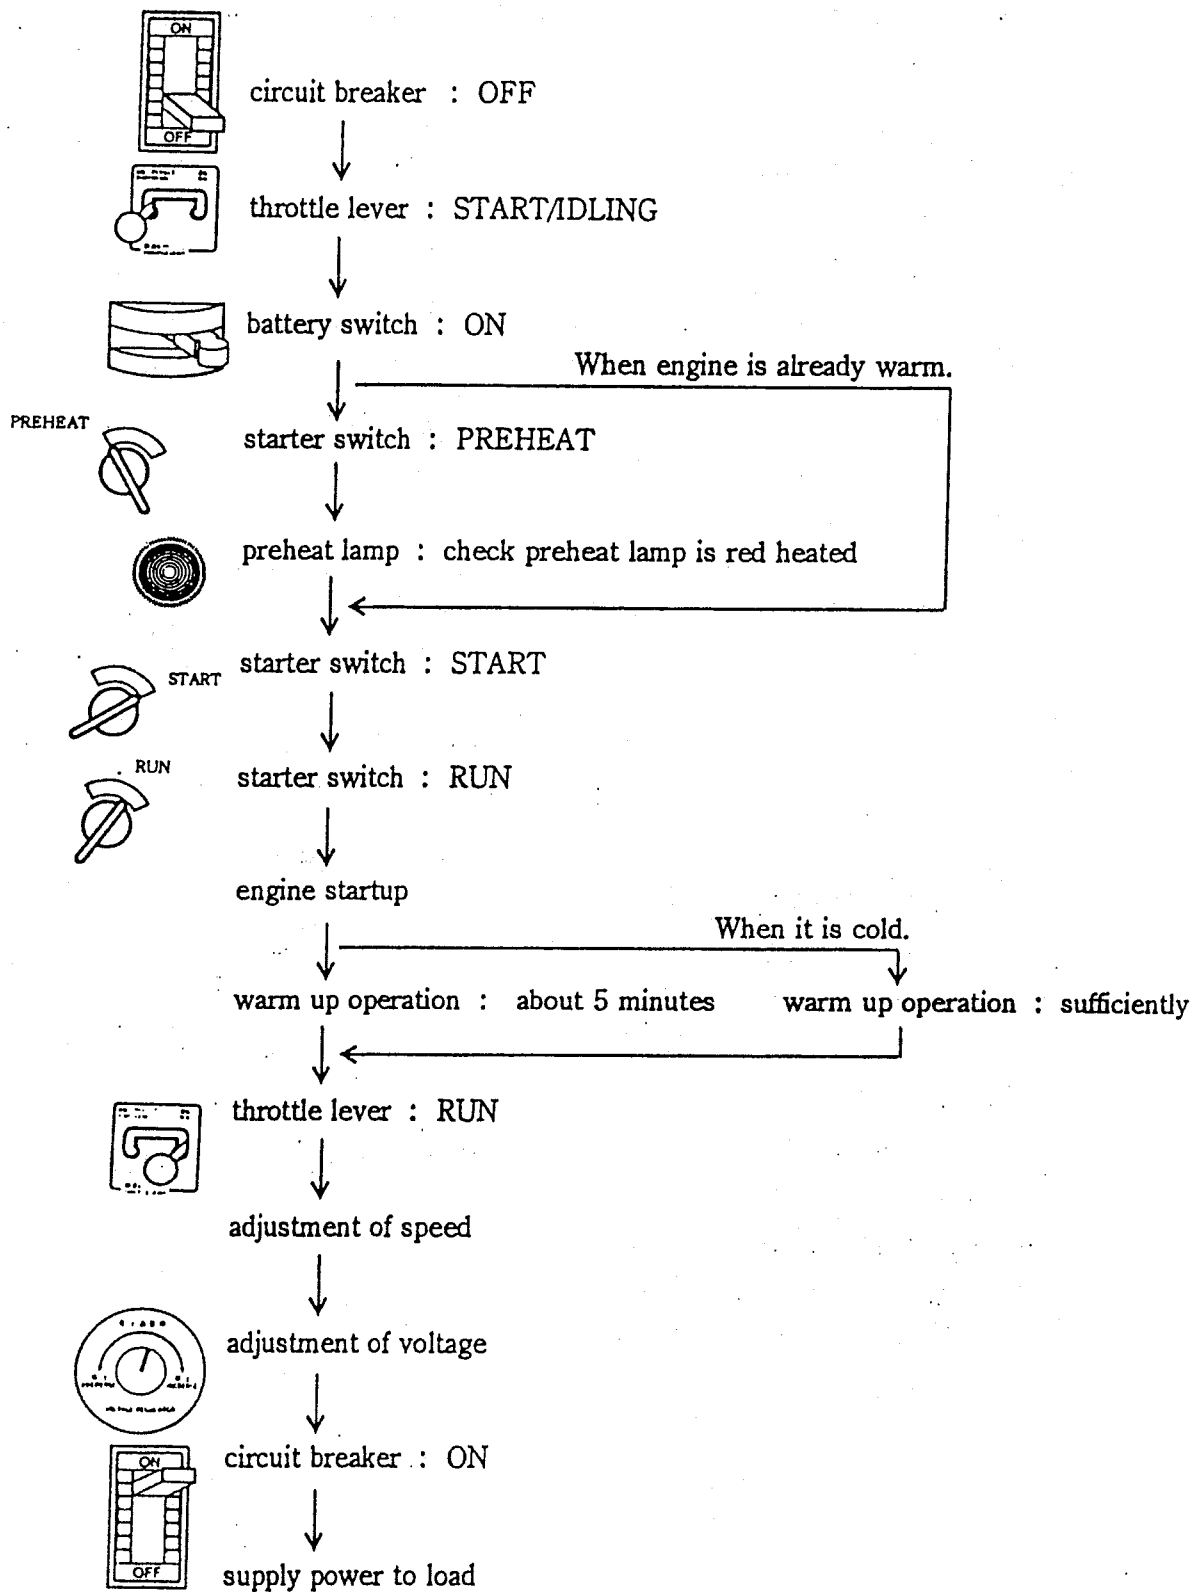 ON
OFF
circuit breaker : OFF
throttle lever : START/IDLING
battery switch : ON
When engine is already warm.
PREHEAT
starter switch : PREHEAT
preheat lamp : check preheat lamp is red heated
starter switch : START
START
RUN
starter switch : RUN
engine startup
When it is cold.
warm up operation : about 5 minutes
warm up operation : sufficiently
throttle lever : RUN
adjustment of speed
adjustment of voltage
circuit breaker : ON
ON
OFF
supply power to load